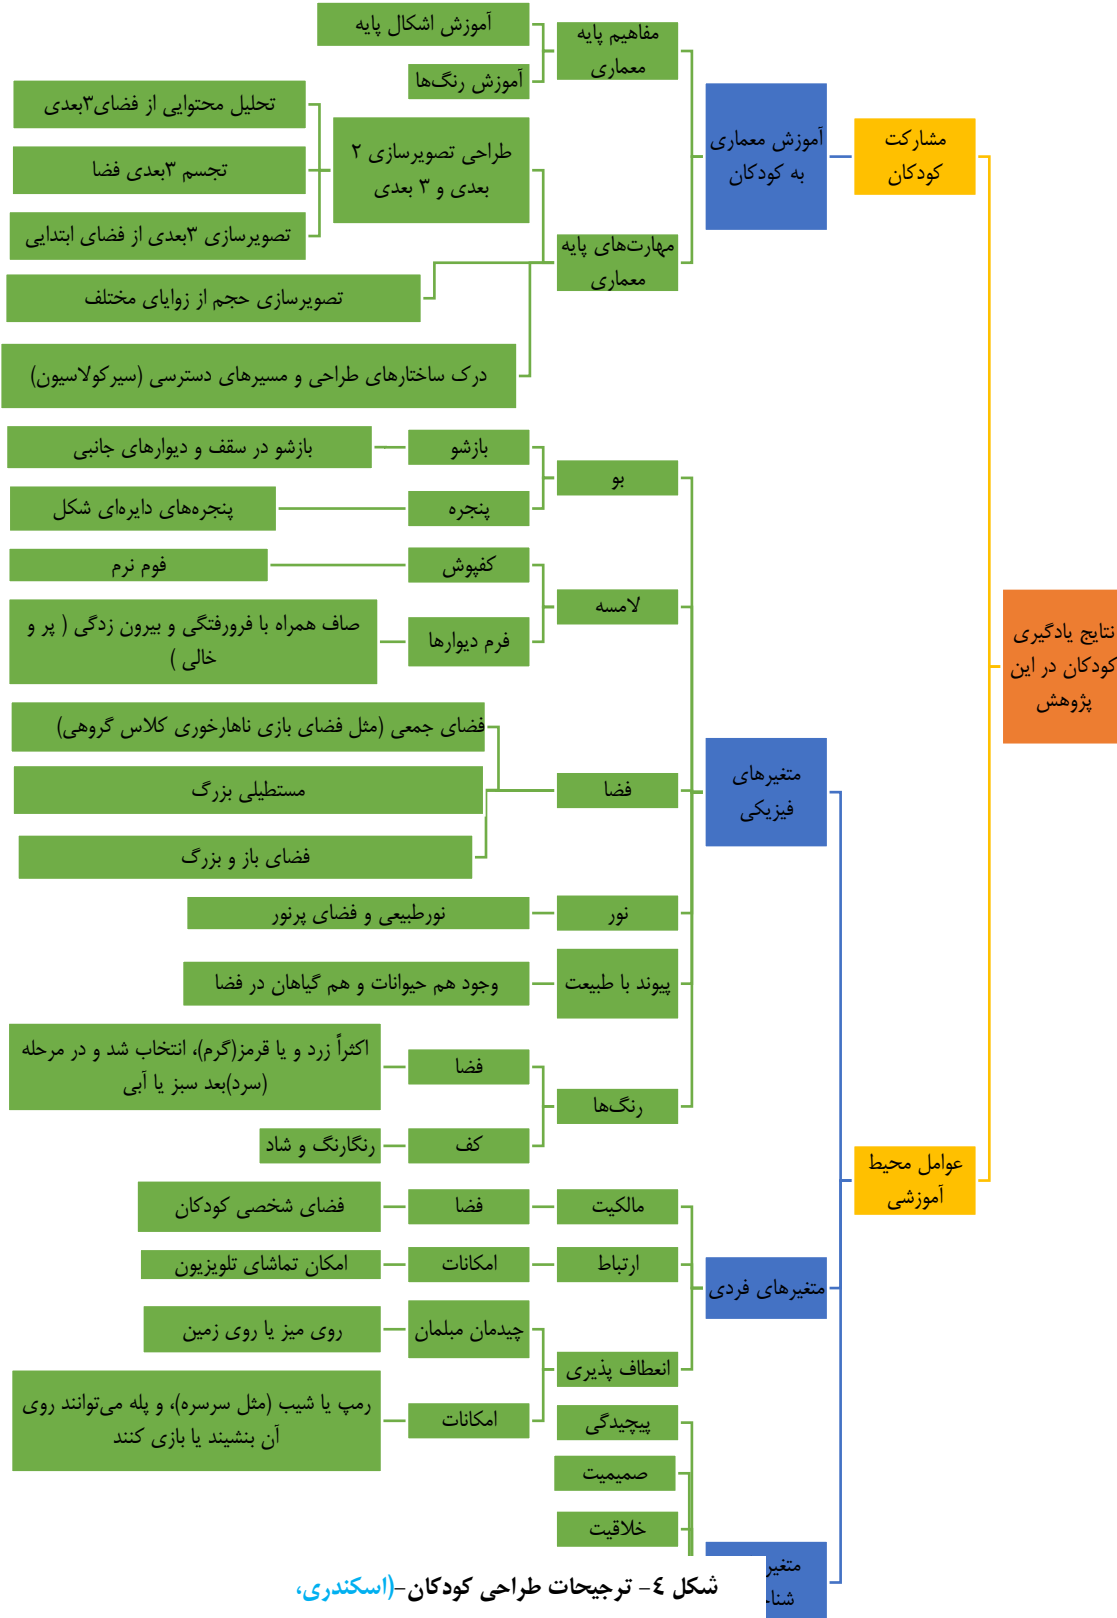 نتایج یادگیری
کودکان در این
پژوهش
مشارکت
کودکان
آموزش معماری
به کودکان
مفاهیم پایه
معماری
آموزش اشکال پایه
آموزش رنگ‌ها
مهارت‌های پایه
معماری
طراحی تصویرسازی ۲
بعدی و ۳ بعدی
تحلیل محتوایی از فضای۳بعدی
تجسم ۳بعدی فضا
تصویرسازی ۳بعدی از فضای ابتدایی
تصویرسازی حجم از زوایای مختلف
درک ساختارهای طراحی و مسیرهای دسترسی (سیرکولاسیون)
عوامل محیط
آموزشی
متغیرهای
فیزیکی
بو
بازشو
بازشو در سقف و دیوارهای جانبی
پنجره
پنجره‌های دایره‌ای شکل
لامسه
کفپوش
فوم نرم
فرم دیوارها
صاف همراه با فرورفتگی و بیرون زدگی ( پر و
خالی )
فضا
فضای جمعی (مثل فضای بازی ناهارخوری کلاس گروهی)
مستطیلی بزرگ
فضای باز و بزرگ
نور
نورطبیعی و فضای پرنور
پیوند با طبیعت
وجود هم حیوانات و هم گیاهان در فضا
رنگ‌ها
فضا
اکثراً زرد و یا قرمز(گرم)، انتخاب شد و در مرحله
(سرد)بعد سبز یا آبی
کف
رنگارنگ و شاد
متغیرهای فردی
مالکیت
فضا
فضای شخصی کودکان
ارتباط
امکانات
امکان تماشای تلویزیون
انعطاف پذیری
چیدمان مبلمان
روی میز یا روی زمین
امکانات
رمپ یا شیب (مثل سرسره)، و پله می‌توانند روی
آن بنشیند یا بازی کنند
پیچیدگی
صمیمیت
خلاقیت
شکل ٤- ترجیحات طراحی کودکان-(اسکندری،